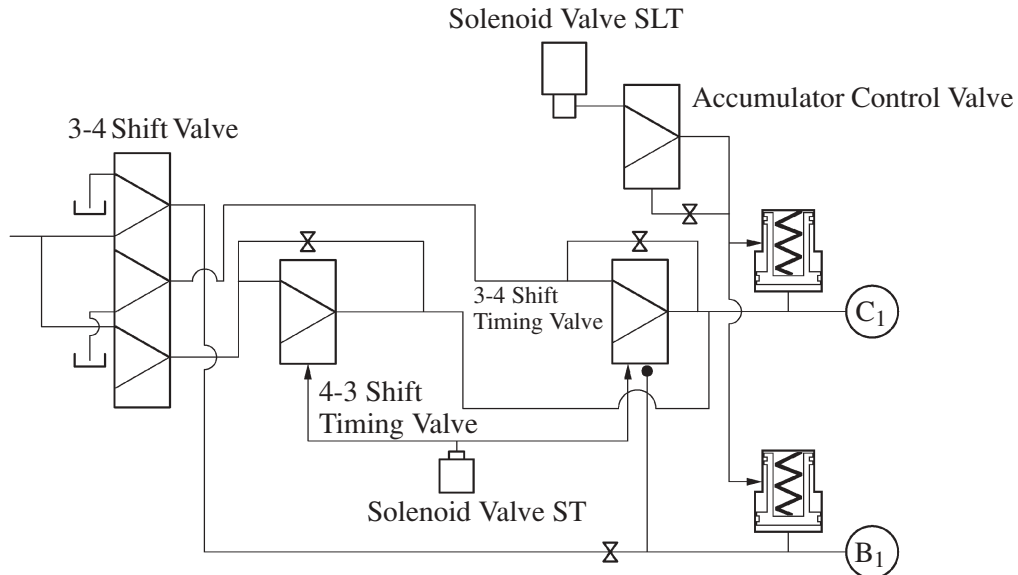 Solenoid Valve SLT
Accumulator Control Valve
3-4 Shift Valve
3-4 Shift
Timing Valve
C1
4-3 Shift
Timing Valve
Solenoid Valve ST
B1